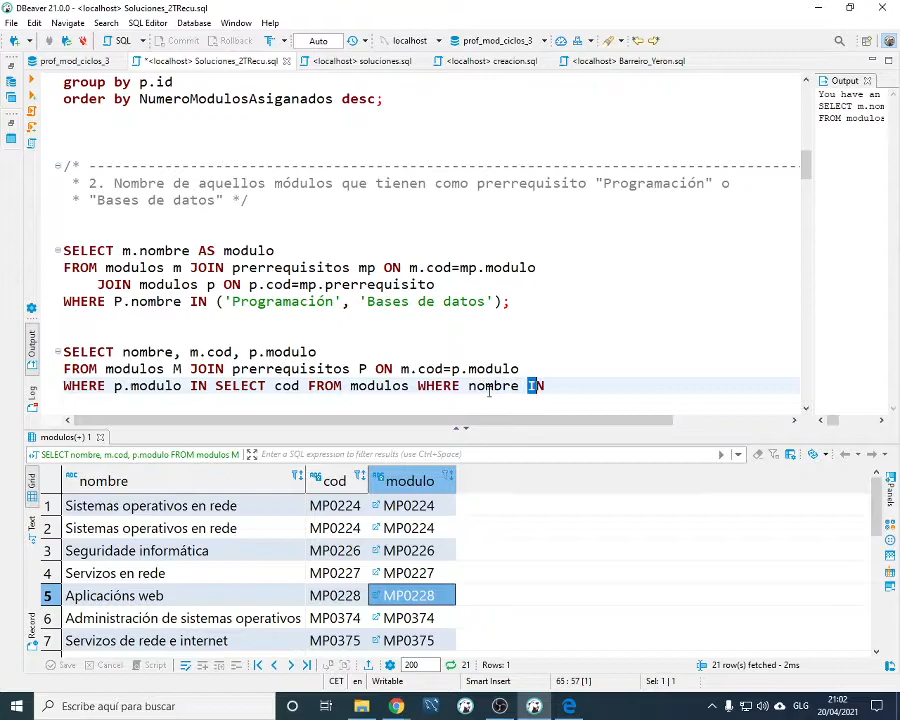 DBeaver 21.0.0 - <localhost> Soluciones_2TRecu.sql
File Edit Navigate Search SQL Editor Database Window Help
SQL Commit Rollback T Auto localhost prof_mod_ciclos_3
prof_mod_ciclos_3 *<localhost> Soluciones_2TRecu.sql <localhost> soluciones.sql <localhost> creacion.sql <localhost> Barreiro_Yeron.sql Output
group by p.id
order by NumeroModulosAsiganados desc;
You have an
SELECT m.nom
FROM modulos
/* -------------------------------------------------------------------------------------
* 2. Nombre de aquellos módulos que tienen como prerrequisito "Programación" o
* "Bases de datos" */
SELECT m.nombre AS modulo
FROM modulos m JOIN prerrequisitos mp ON m.cod=mp.modulo
JOIN modulos p ON p.cod=mp.prerrequisito
WHERE P.nombre IN ('Programación', 'Bases de datos');
SELECT nombre, m.cod, p.modulo
FROM modulos M JOIN prerrequisitos P ON m.cod=p.modulo
WHERE p.modulo IN SELECT cod FROM modulos WHERE nombre IN
Output
Log
modulos(+) 1
SELECT nombre, m.cod, p.modulo FROM modulos M Enter a SQL expression to filter results (use Ctrl+Space)
Grid
Text
Record
Panels
nombre cod modulo
1 Sistemas operativos en rede MP0224 MP0224
2 Sistemas operativos en rede MP0224 MP0224
3 Seguridade informática MP0226 MP0226
4 Servizos en rede MP0227 MP0227
5 Aplicacións web MP0228 MP0228
6 Administración de sistemas operativos MP0374 MP0374
7 Servizos de rede e internet MP0375 MP0375
Save Cancel Script 200 21 Rows: 1 21 row(s) fetched - 2ms
CET en Writable Smart Insert 65 : 57 [1] Sel: 1 | 1
Escribe aquí para buscar GLG 21:02
20/04/2021